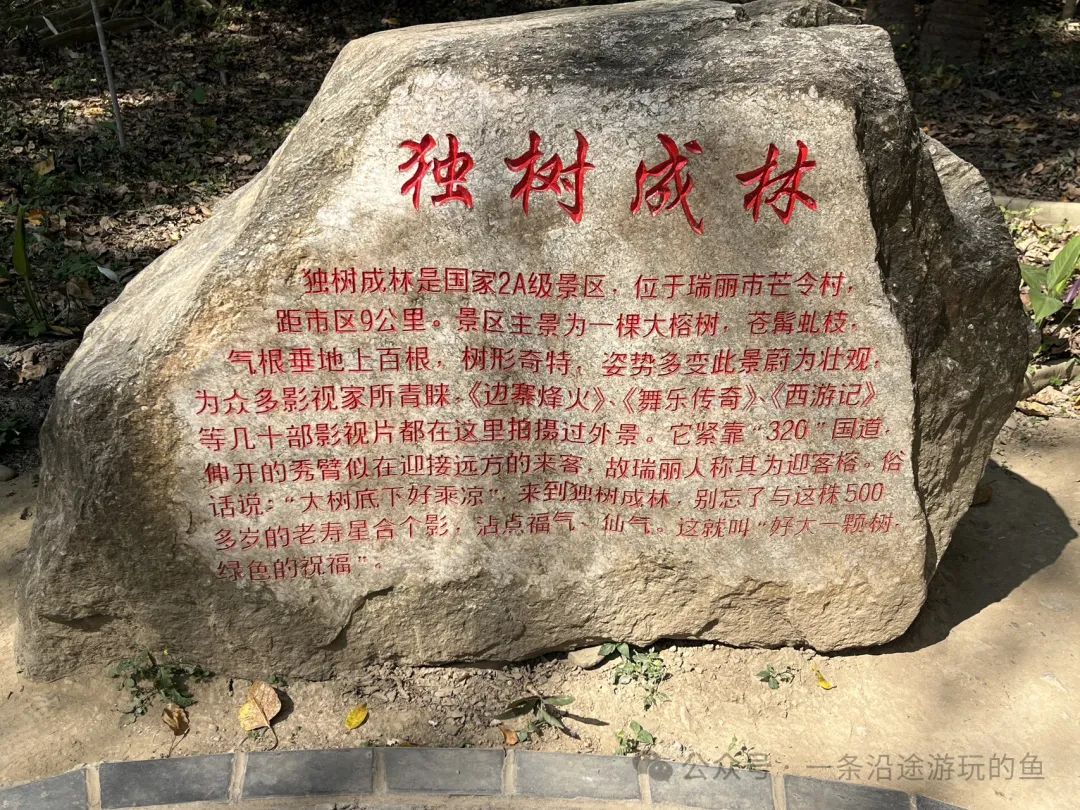 独树成林
独树成林是国家2A级景区，位于瑞丽市芒令村，
距市区9公里。景区主景为一棵大榕树，苍髯虬枝，
气根垂地上百根，树形奇特，姿势多变此景蔚为壮观，
为众多影视家所青睐，《边寨烽火》、《舞乐传奇》、《西游记》
等几十部影视片都在这里拍摄过外景。它紧靠“320”国道，
伸开的秀臂似在迎接远方的来客，故瑞丽人称其为迎客榕。俗
话说：“大树底下好乘凉”，来到独树成林，别忘了与这株500
多岁的老寿星合个影，沾点福气、仙气。这就叫“好大一颗树，
绿色的祝福”。
公众号·一条沿途游玩的鱼